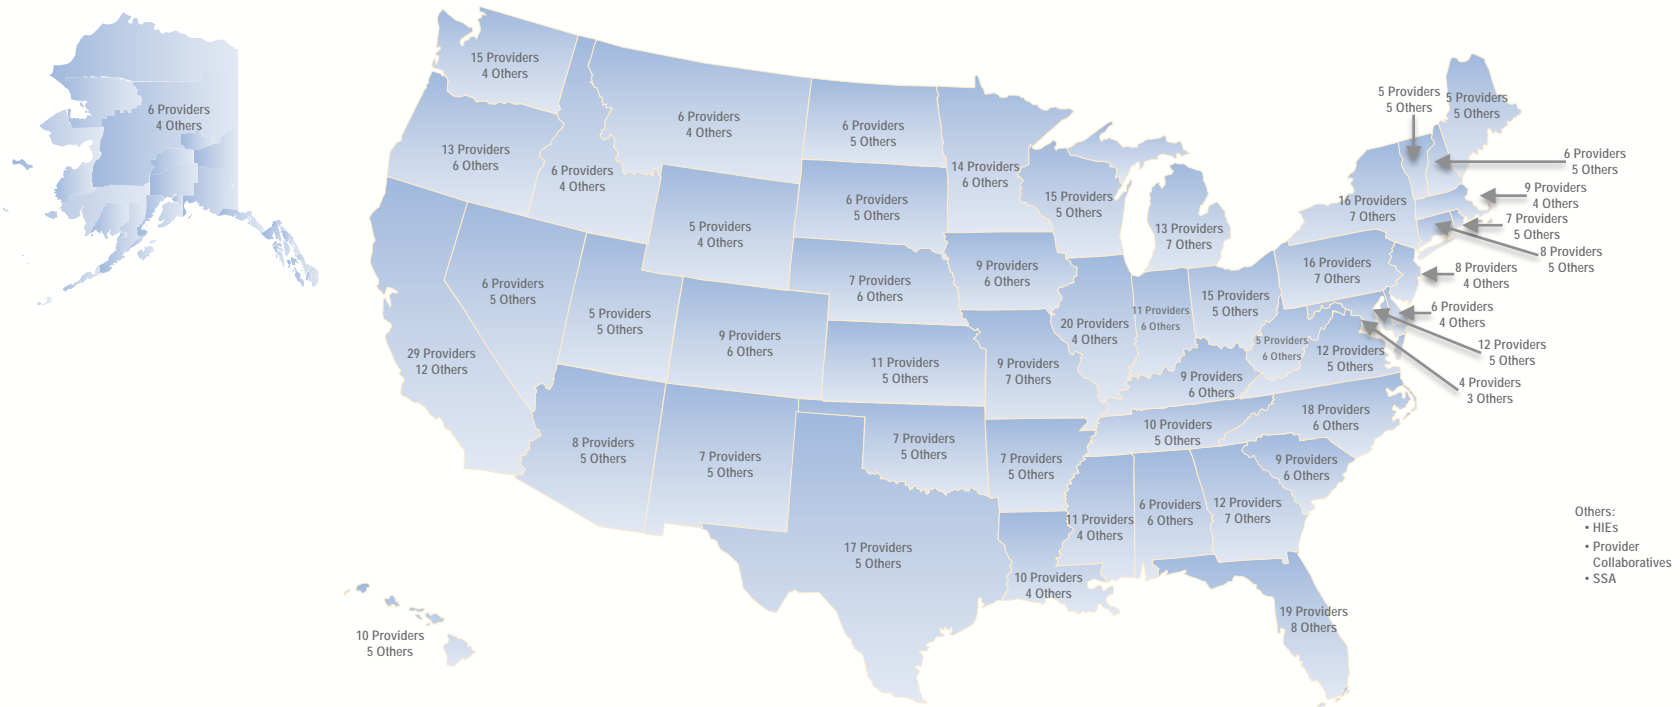 15 Providers
4 Others
6 Providers
4 Others
6 Providers
4 Others
13 Providers
6 Others
6 Providers
4 Others
6 Providers
5 Others
14 Providers
6 Others
15 Providers
5 Others
5 Providers
5 Others
5 Providers
5 Others
6 Providers
5 Others
9 Providers
4 Others
16 Providers
7 Others
7 Providers
5 Others
8 Providers
5 Others
8 Providers
4 Others
6 Providers
4 Others
12 Providers
5 Others
4 Providers
3 Others
6 Providers
5 Others
5 Providers
4 Others
13 Providers
7 Others
16 Providers
7 Others
6 Providers
5 Others
5 Providers
5 Others
7 Providers
6 Others
9 Providers
6 Others
20 Providers
4 Others
11 Providers
6 Others
15 Providers
5 Others
5 Providers
6 Others
12 Providers
5 Others
29 Providers
12 Others
9 Providers
6 Others
11 Providers
5 Others
9 Providers
7 Others
9 Providers
6 Others
18 Providers
6 Others
10 Providers
5 Others
8 Providers
5 Others
7 Providers
5 Others
7 Providers
5 Others
7 Providers
5 Others
9 Providers
6 Others
11 Providers
4 Others
6 Providers
6 Others
12 Providers
7 Others
17 Providers
5 Others
10 Providers
4 Others
19 Providers
8 Others
10 Providers
5 Others
Others:
• HIEs
• Provider
Collaboratives
• SSA